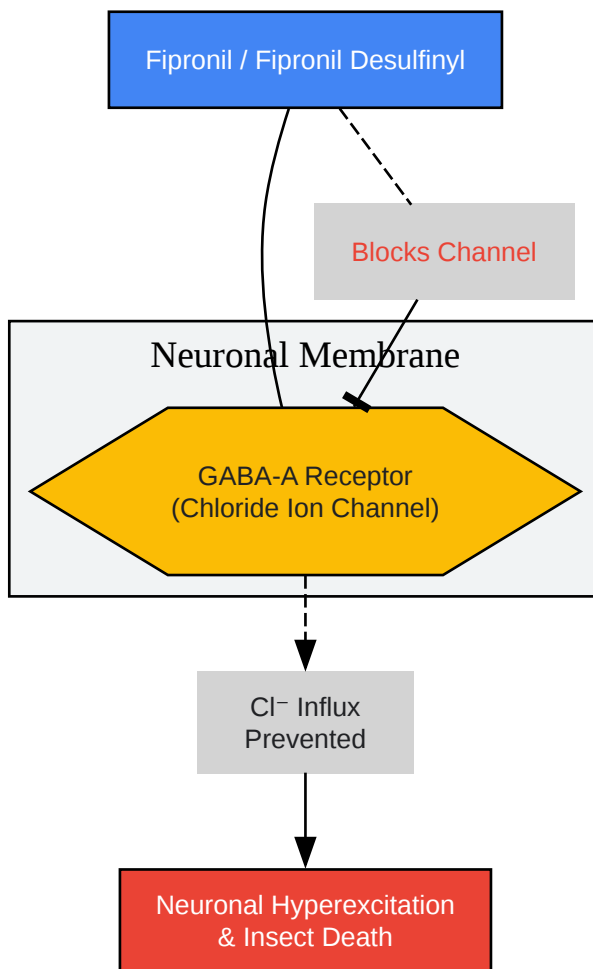 Fipronil / Fipronil Desulfinyl
Blocks Channel
Neuronal Membrane
GABA-A Receptor
(Chloride Ion Channel)
Cl⁻ Influx
Prevented
Neuronal Hyperexcitation
& Insect Death